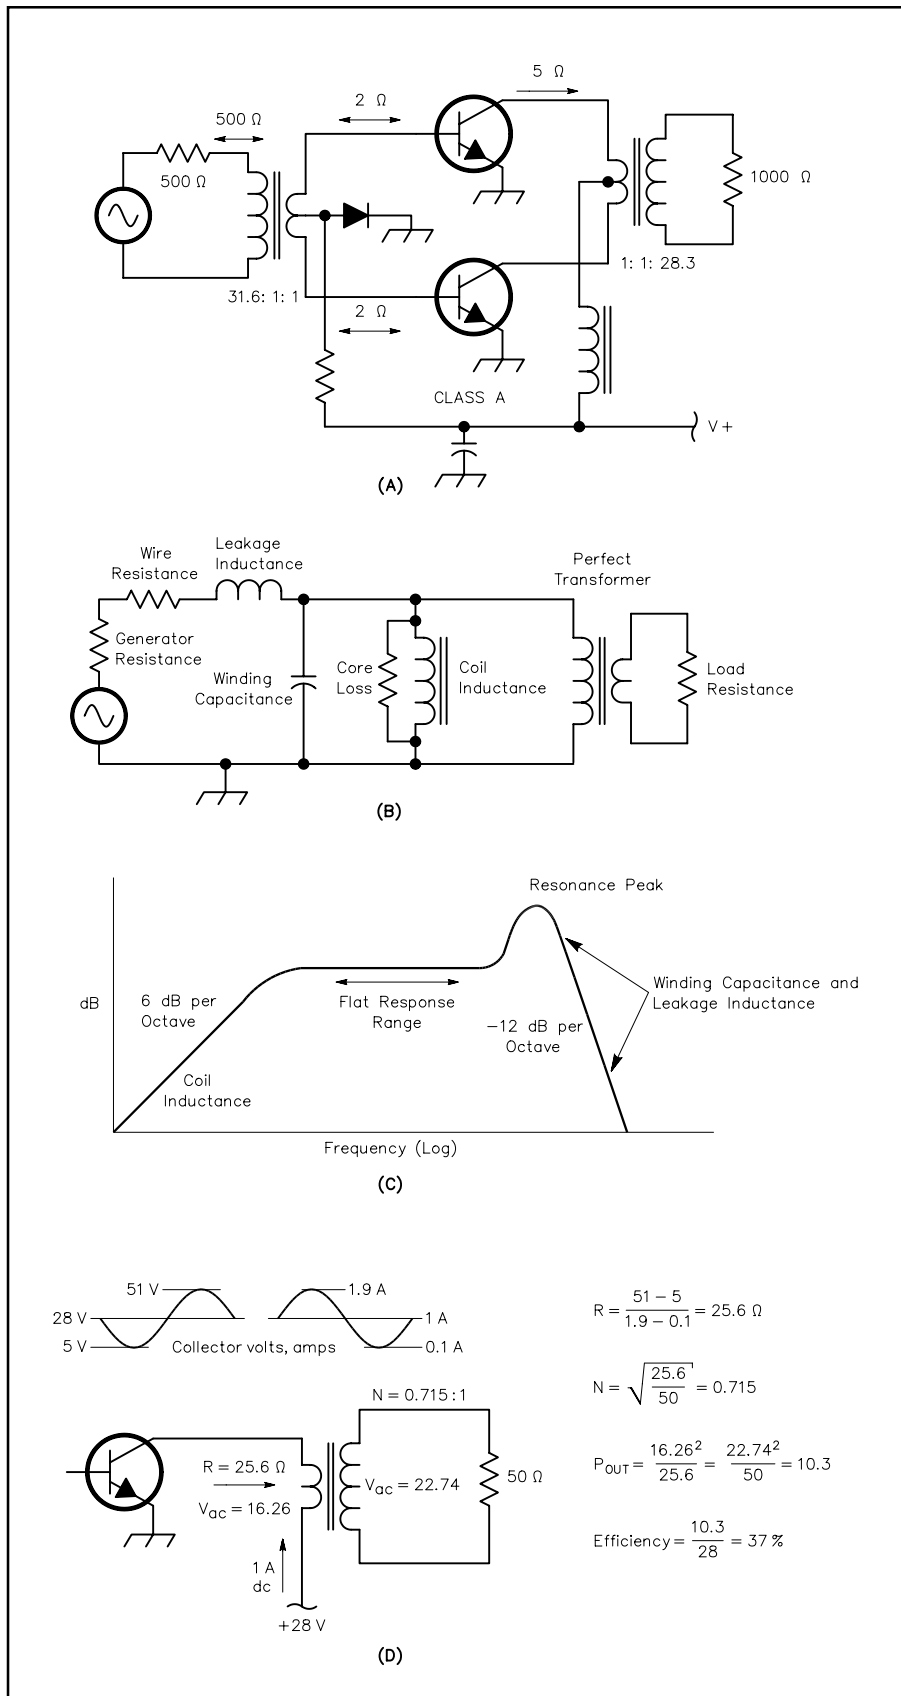 5 Ω
2 Ω
500 Ω
500 Ω
1000 Ω
1: 1: 28.3
31.6: 1: 1
2 Ω
CLASS A
V +
(A)
Wire
Resistance
Leakage
Inductance
Perfect
Transformer
Generator
Resistance
Winding
Capacitance
Core
Loss
Coil
Inductance
Load
Resistance
(B)
Resonance Peak
dB
6 dB per
Octave
Flat Response
Range
−12 dB per
Octave
Winding Capacitance and
Leakage Inductance
Coil
Inductance
Frequency (Log)
(C)
51 V
28 V
5 V
Collector volts, amps
1.9 A
1 A
0.1 A
R = (51 − 5)/(1.9 − 0.1) = 25.6 Ω
N = √(25.6/50) = 0.715
P_OUT = 16.26²/25.6 = 22.74²/50 = 10.3
Efficiency = 10.3/28 = 37 %
N = 0.715 : 1
R = 25.6 Ω
V_ac = 16.26
V_ac = 22.74
50 Ω
1 A
dc
+28 V
(D)